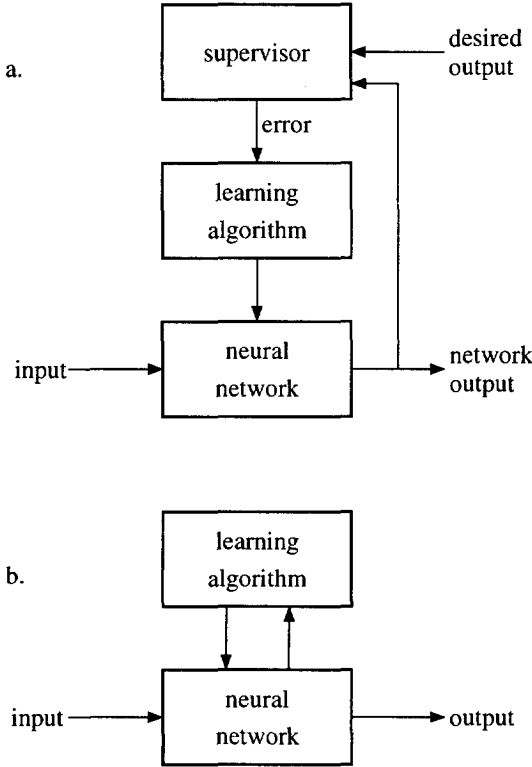 a.
supervisor
desired
output
error
learning
algorithm
input
neural
network
network
output
b.
learning
algorithm
input
neural
network
output